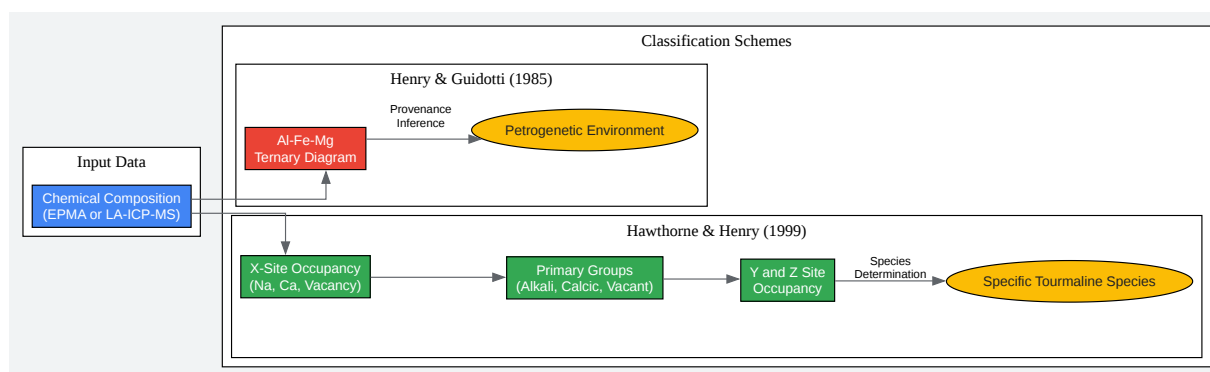 Classification Schemes
Henry & Guidotti (1985)
Provenance
Inference
Petrogenetic Environment
Al-Fe-Mg
Ternary Diagram
Input Data
Chemical Composition
(EPMA or LA-ICP-MS)
Hawthorne & Henry (1999)
X-Site Occupancy
(Na, Ca, Vacancy)
Primary Groups
(Alkali, Calcic, Vacant)
Y and Z Site
Occupancy
Species
Determination
Specific Tourmaline Species